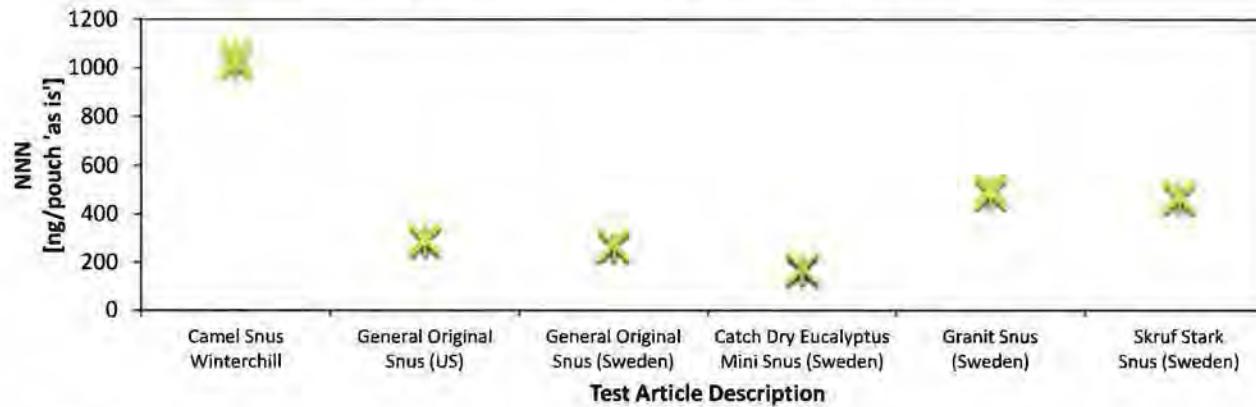 1200
1000
800
600
400
200
0
NNN
[ng/pouch 'as is']
Camel Snus
Winterchill
General Original
Snus (US)
General Original
Snus (Sweden)
Catch Dry Eucalyptus
Mini Snus (Sweden)
Granit Snus
(Sweden)
Skruf Stark
Snus (Sweden)
Test Article Description